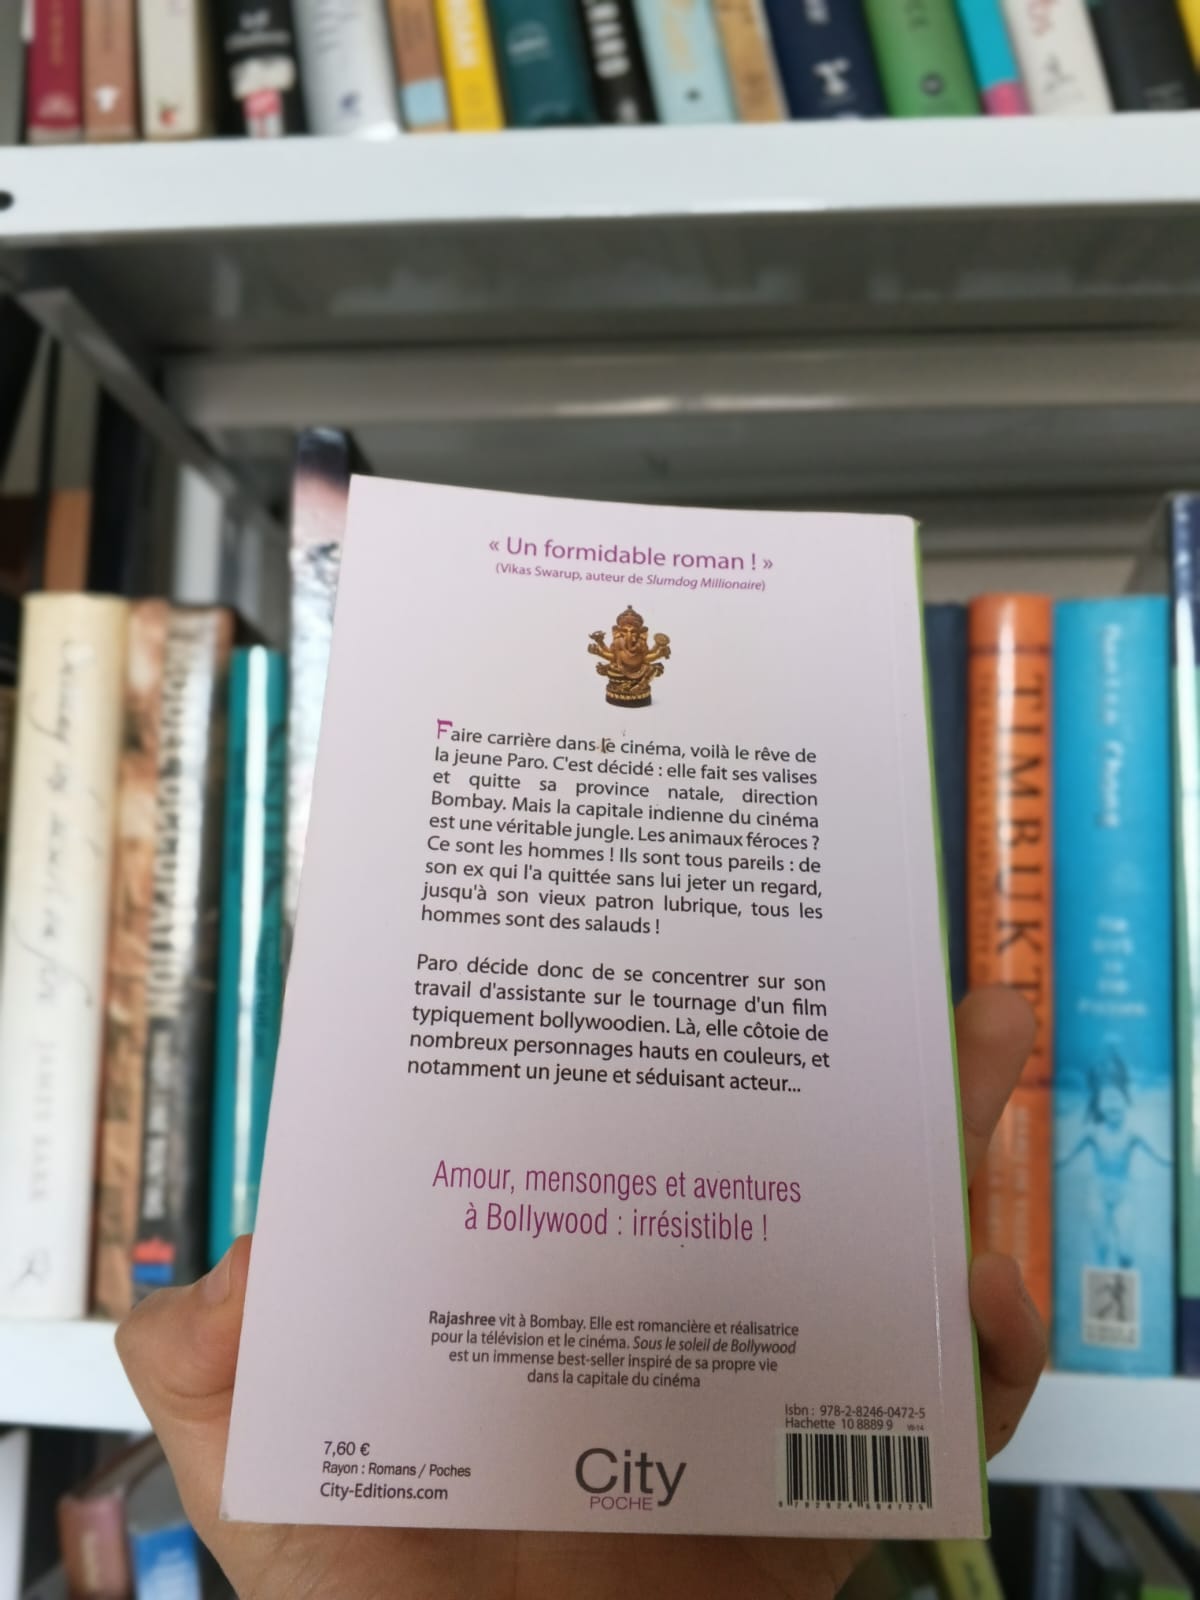 « Un formidable roman ! »
(Vikas Swarup, auteur de Slumdog Millionaire)
Faire carrière dans le cinéma, voilà le rêve de
la jeune Paro. C'est décidé : elle fait ses valises
et quitte sa province natale, direction
Bombay. Mais la capitale indienne du cinéma
est une véritable jungle. Les animaux féroces ?
Ce sont les hommes ! Ils sont tous pareils : de
son ex qui l'a quittée sans lui jeter un regard,
jusqu'à son vieux patron lubrique, tous les
hommes sont des salauds !
Paro décide donc de se concentrer sur son
travail d'assistante sur le tournage d'un film
typiquement bollywoodien. Là, elle côtoie de
nombreux personnages hauts en couleurs, et
notamment un jeune et séduisant acteur...
Amour, mensonges et aventures
à Bollywood : irrésistible !
Rajashree vit à Bombay. Elle est romancière et réalisatrice
pour la télévision et le cinéma. Sous le soleil de Bollywood
est un immense best-seller inspiré de sa propre vie
dans la capitale du cinéma
Isbn : 978-2-8246-0472-5
Hachette 10 8889 9
7,60 €
Rayon : Romans / Poches
City-Editions.com
City
POCHE
9 782824 604725
TIMBUKTU